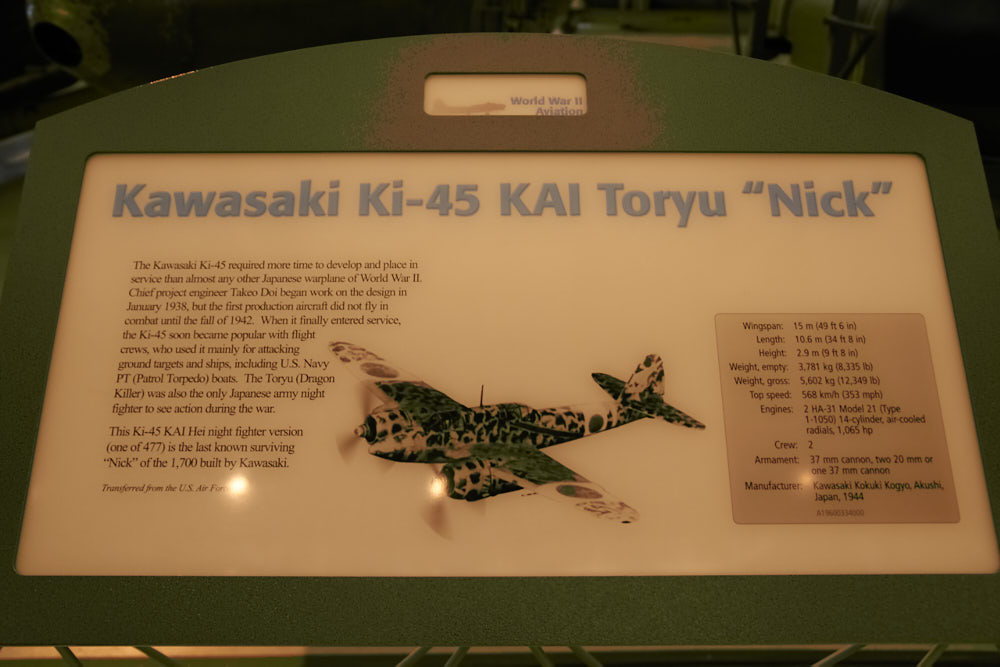 World War II
Aviation
Kawasaki Ki-45 KAI Toryu “Nick”
The Kawasaki Ki-45 required more time to develop and place in
service than almost any other Japanese warplane of World War II.
Chief project engineer Takeo Doi began work on the design in
January 1938, but the first production aircraft did not fly in
combat until the fall of 1942. When it finally entered service,
the Ki-45 soon became popular with flight
crews, who used it mainly for attacking
ground targets and ships, including U.S. Navy
PT (Patrol Torpedo) boats. The Toryu (Dragon
Killer) was also the only Japanese army night
fighter to see action during the war.
This Ki-45 KAI Hei night fighter version
(one of 477) is the last known surviving
“Nick” of the 1,700 built by Kawasaki.
Transferred from the U.S. Air
Wingspan: 15 m (49 ft 6 in)
Length: 10.6 m (34 ft 8 in)
Height: 2.9 m (9 ft 8 in)
Weight, empty: 3,781 kg (8,335 lb)
Weight, gross: 5,602 kg (12,349 lb)
Top speed: 568 km/h (353 mph)
Engines: 2 HA-31 Model 21 (Type
1-1050) 14-cylinder, air-cooled
radials, 1,065 hp
Crew: 2
Armament: 37 mm cannon, two 20 mm or
one 37 mm cannon
Manufacturer: Kawasaki Kokuki Kogyo, Akushi,
Japan, 1944
A19600334000